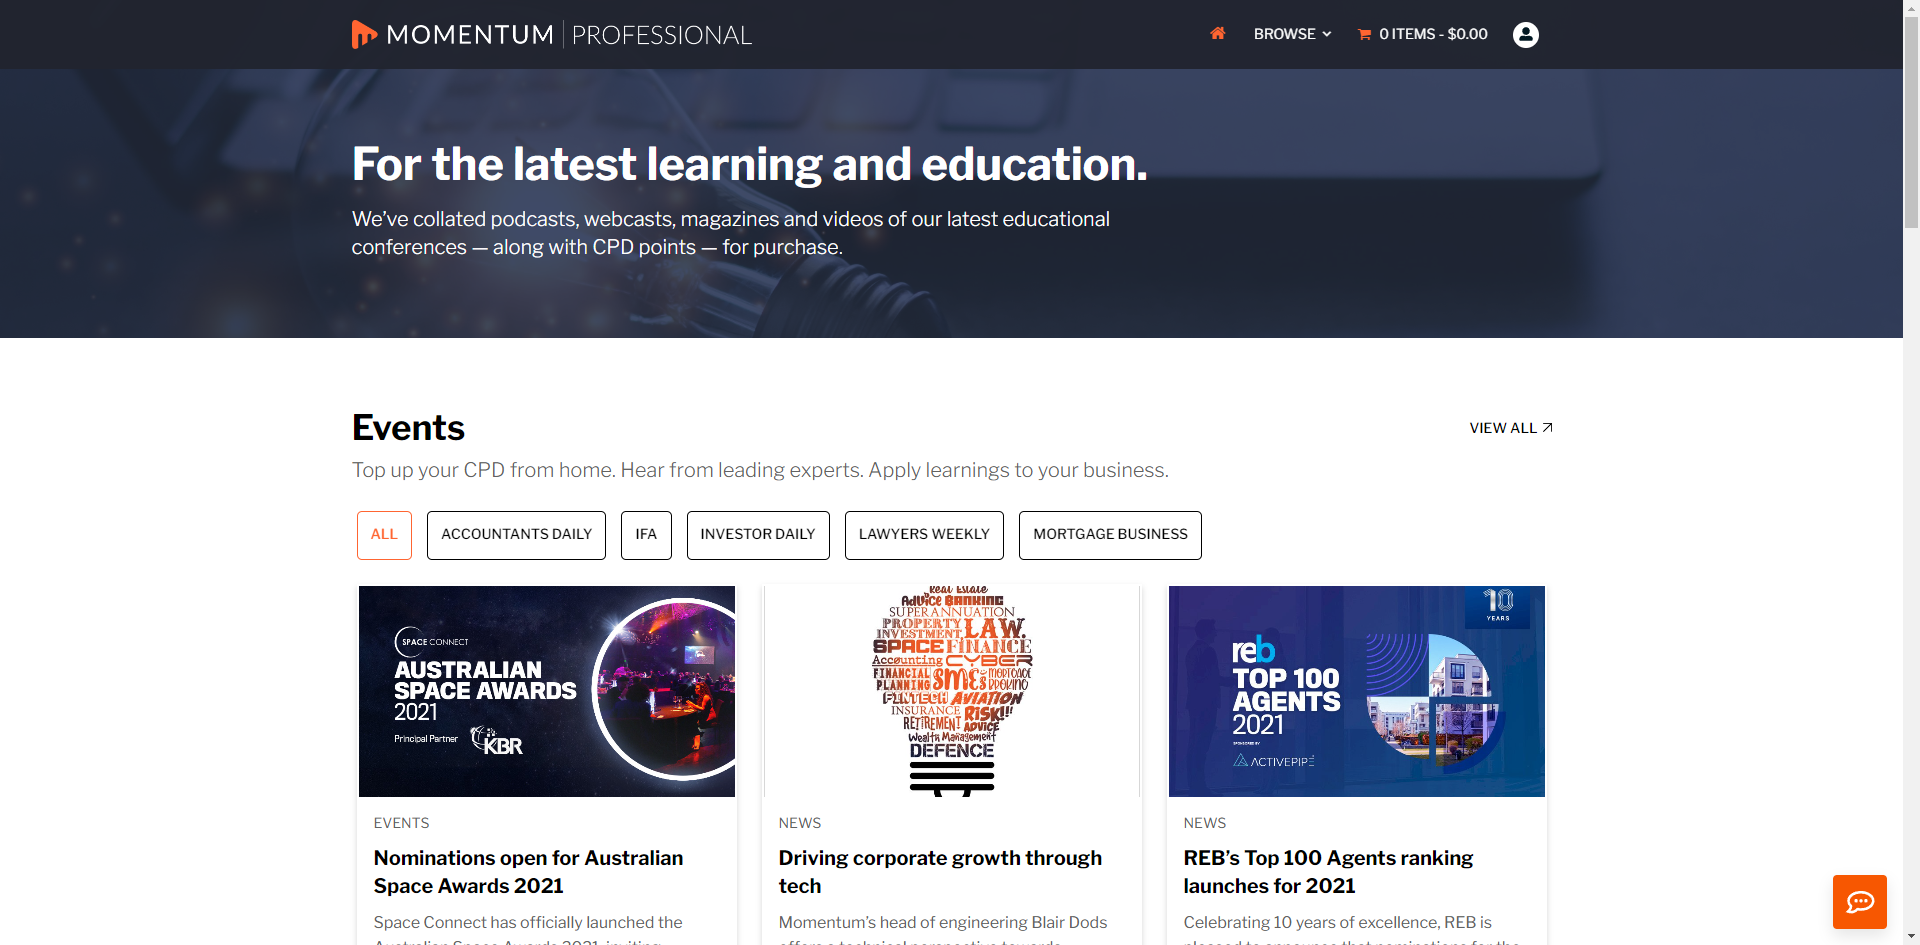 MOMENTUM PROFESSIONAL
BROWSE
0 ITEMS - $0.00
For the latest learning and education.
We’ve collated podcasts, webcasts, magazines and videos of our latest educational
conferences — along with CPD points — for purchase.
Events
VIEW ALL
Top up your CPD from home. Hear from leading experts. Apply learnings to your business.
ALL
ACCOUNTANTS DAILY
IFA
INVESTOR DAILY
LAWYERS WEEKLY
MORTGAGE BUSINESS
SPACE CONNECT
AUSTRALIAN
SPACE AWARDS
2021
Principal Partner
KBR
Real Estate
Advice BANKING
SUPERANNUATION
PROPERTY LAW.
INVESTMENT
SPACE FINANCE
Accounting CYBER
FINANCIAL SMEs MORTGAGE
PLANNING BROKING
FINTECH AVIATION
INSURANCE RISK!!!
RETIREMENT ADVICE
Wealth Management
DEFENCE
10
YEARS
reb
TOP 100
AGENTS
2021
SPONSORED BY
ACTIVEPIPE
EVENTS
Nominations open for Australian
Space Awards 2021
Space Connect has officially launched the
NEWS
Driving corporate growth through
tech
Momentum’s head of engineering Blair Dods
NEWS
REB’s Top 100 Agents ranking
launches for 2021
Celebrating 10 years of excellence, REB is